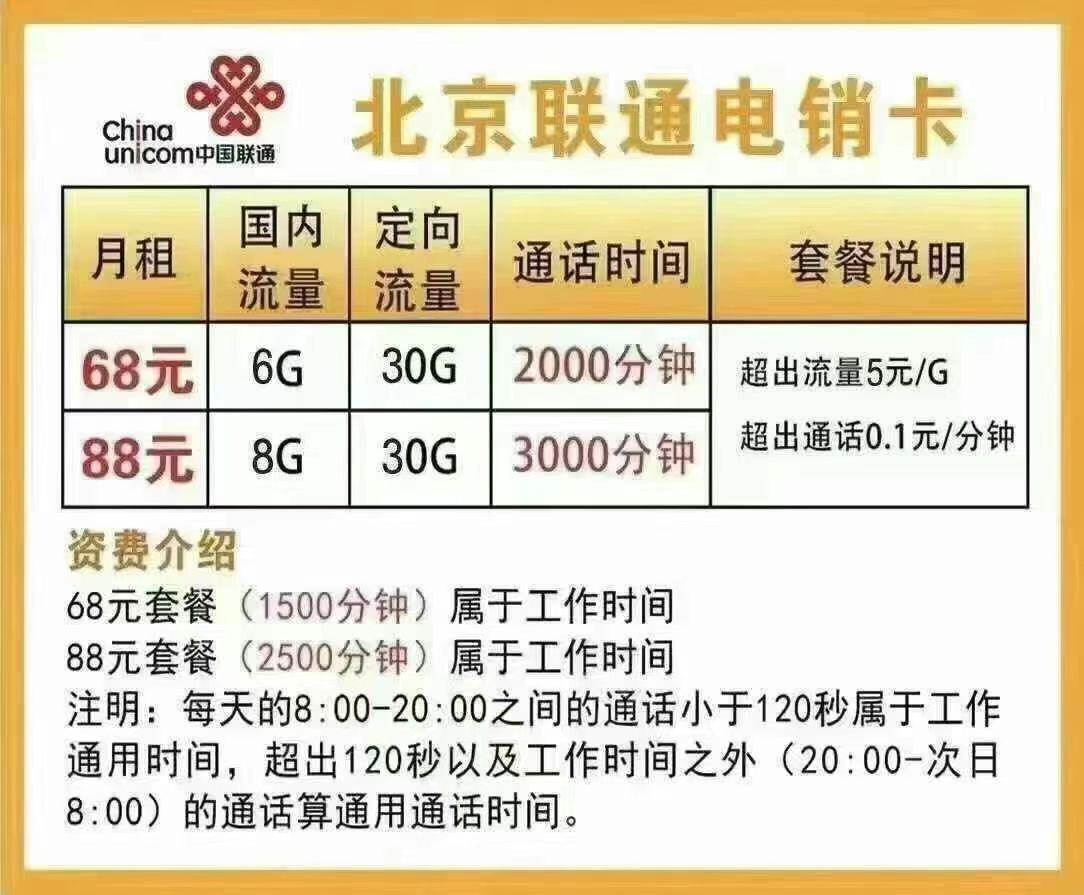 China
unicom中国联通
北京联通电销卡
月租
国内
流量
定向
流量
通话时间
套餐说明
68元
6G
30G
2000分钟
超出流量5元/G
超出通话0.1元/分钟
88元
8G
30G
3000分钟
资费介绍
68元套餐（1500分钟）属于工作时间
88元套餐（2500分钟）属于工作时间
注明：每天的8:00-20:00之间的通话小于120秒属于工作
通用时间，超出120秒以及工作时间之外（20:00-次日
8:00）的通话算通用通话时间。